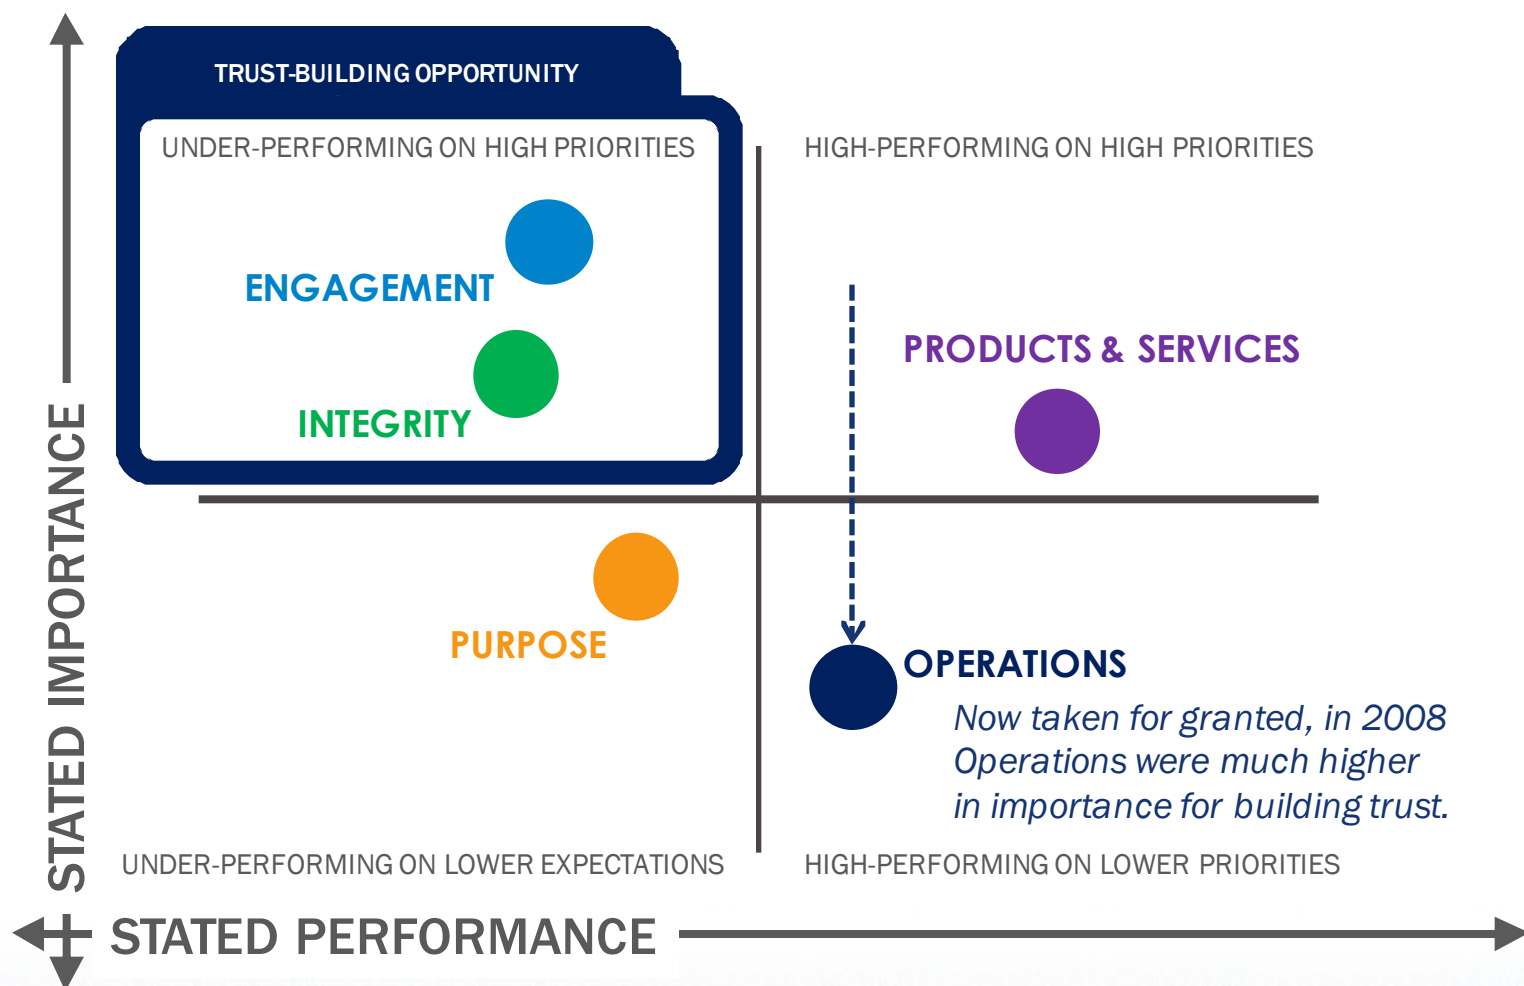 TRUST-BUILDING OPPORTUNITY
UNDER-PERFORMING ON HIGH PRIORITIES
HIGH-PERFORMING ON HIGH PRIORITIES
ENGAGEMENT
PRODUCTS & SERVICES
INTEGRITY
STATED IMPORTANCE
PURPOSE
OPERATIONS
Now taken for granted, in 2008
Operations were much higher
in importance for building trust.
UNDER-PERFORMING ON LOWER EXPECTATIONS
HIGH-PERFORMING ON LOWER PRIORITIES
STATED PERFORMANCE